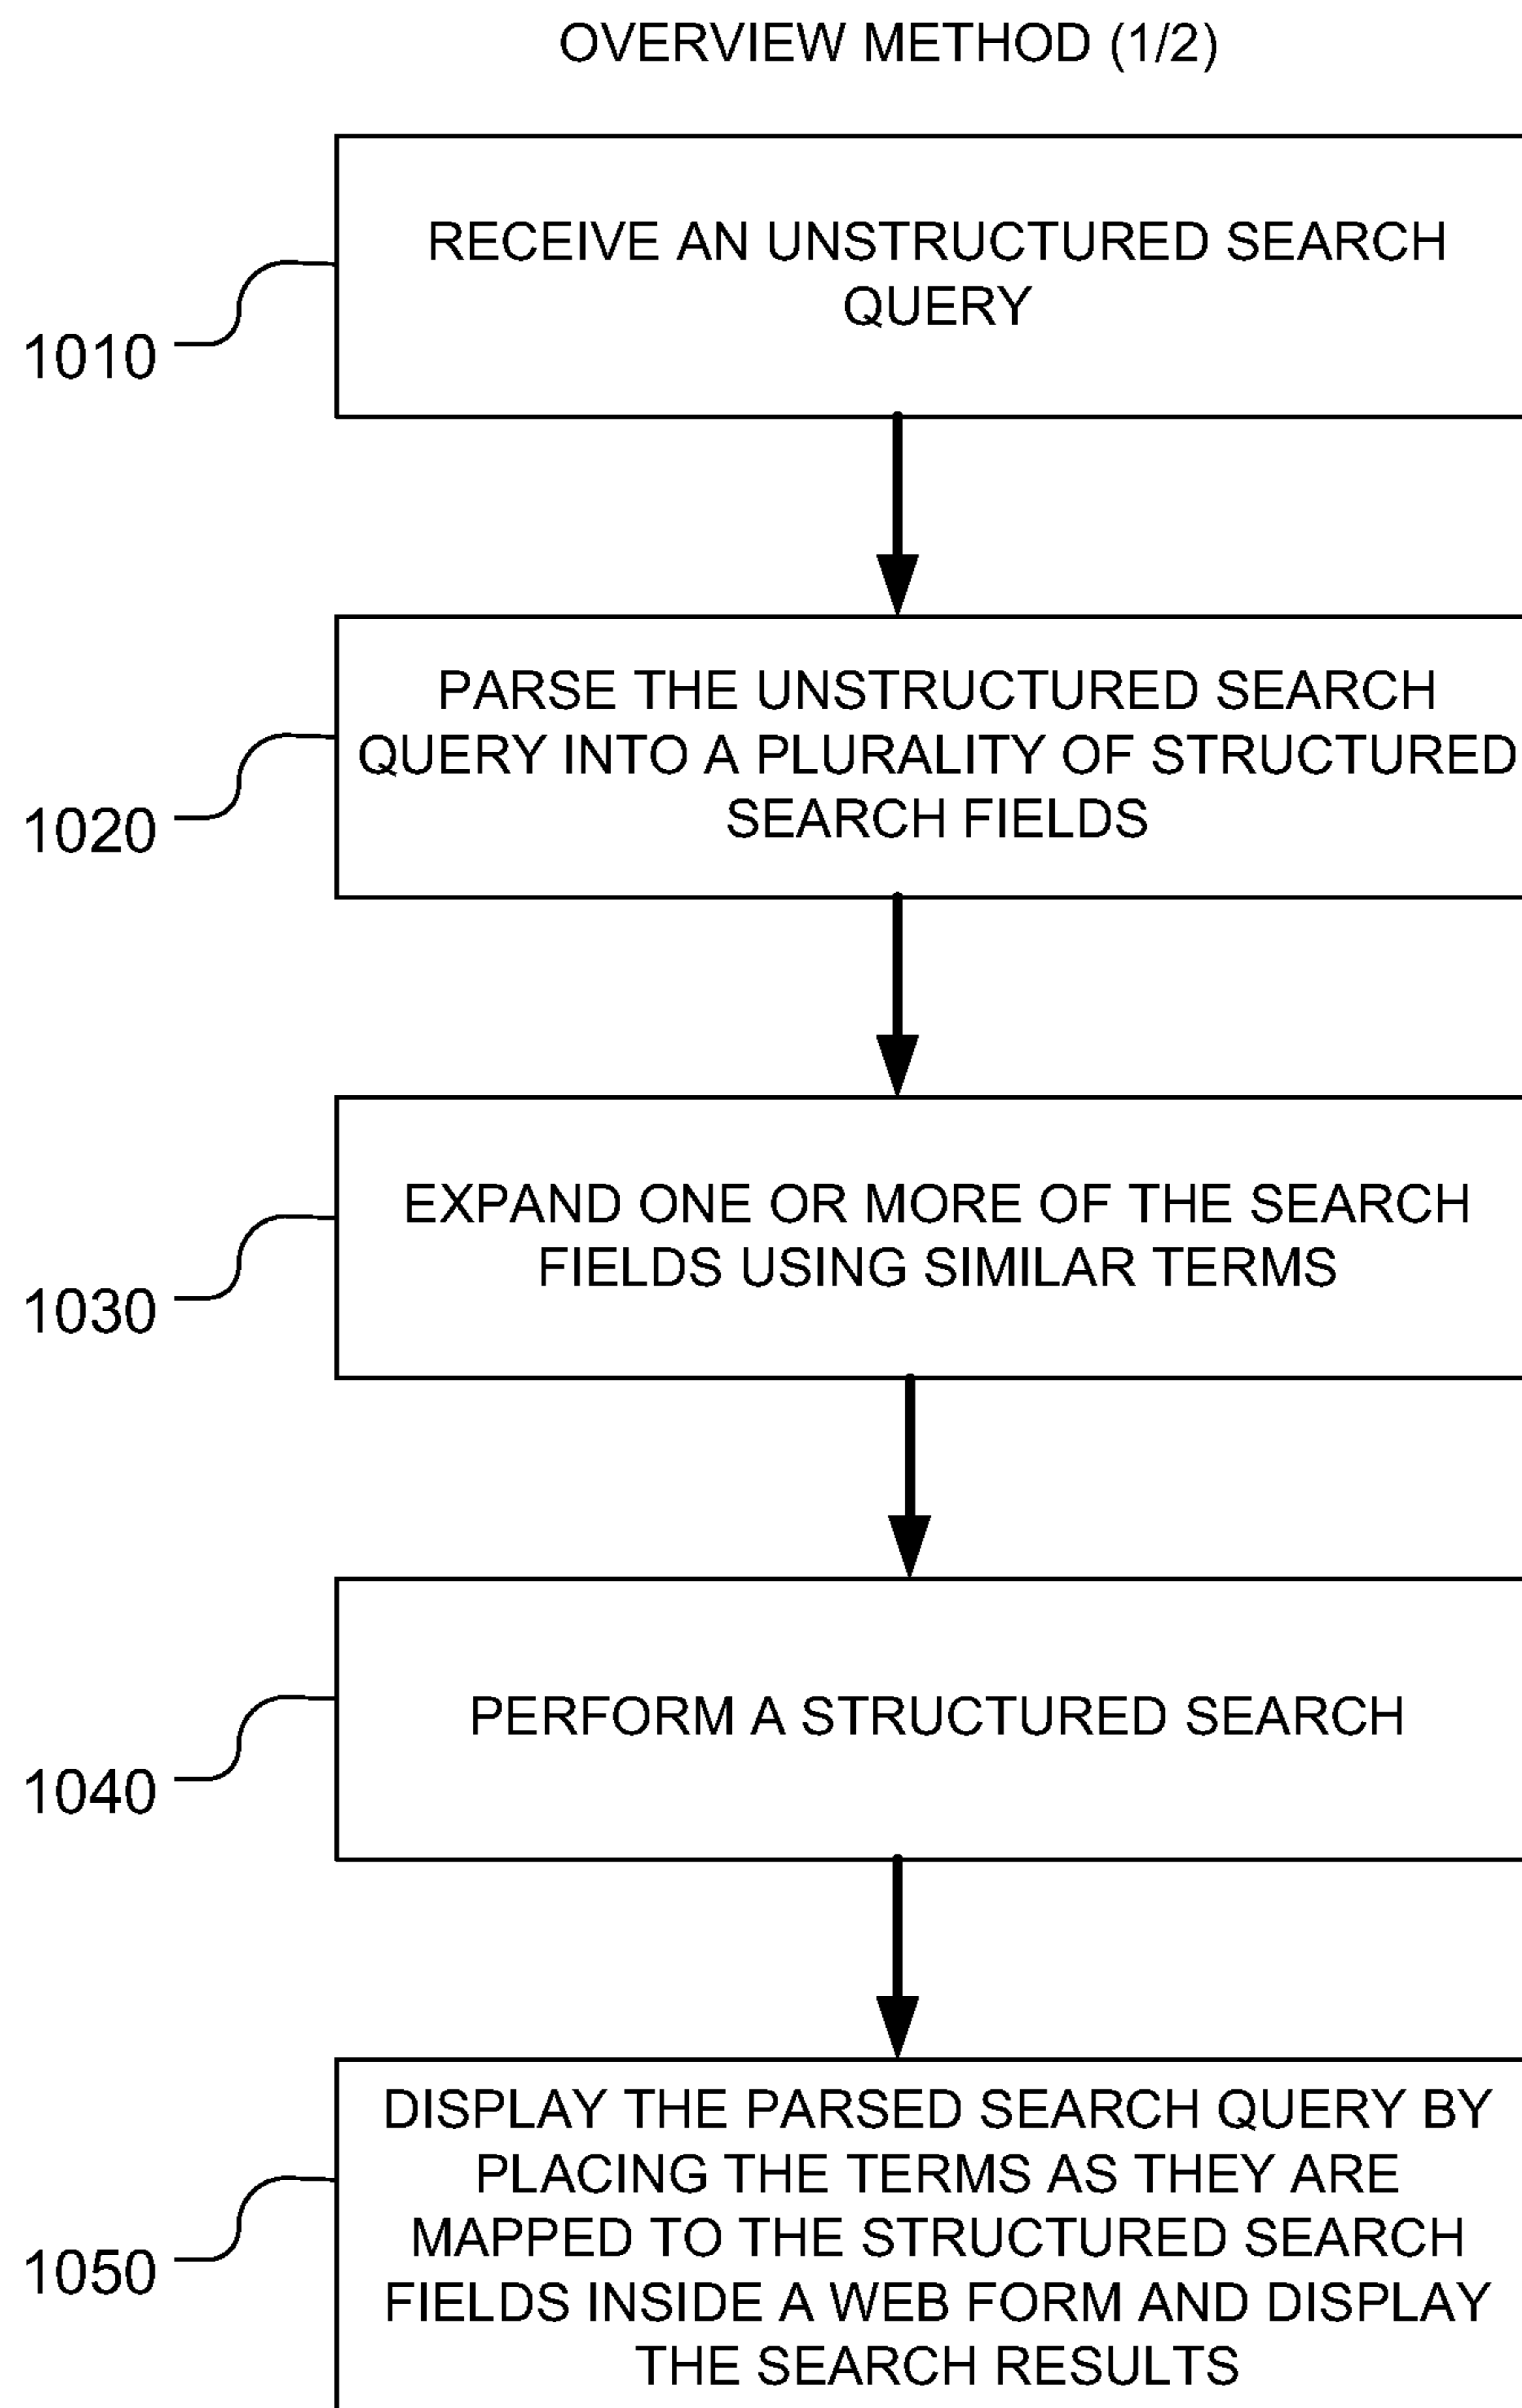 OVERVIEW METHOD (1/2)
RECEIVE AN UNSTRUCTURED SEARCH
QUERY
1010
PARSE THE UNSTRUCTURED SEARCH
QUERY INTO A PLURALITY OF STRUCTURED
SEARCH FIELDS
1020
EXPAND ONE OR MORE OF THE SEARCH
FIELDS USING SIMILAR TERMS
1030
PERFORM A STRUCTURED SEARCH
1040
DISPLAY THE PARSED SEARCH QUERY BY
PLACING THE TERMS AS THEY ARE
MAPPED TO THE STRUCTURED SEARCH
FIELDS INSIDE A WEB FORM AND DISPLAY
THE SEARCH RESULTS
1050